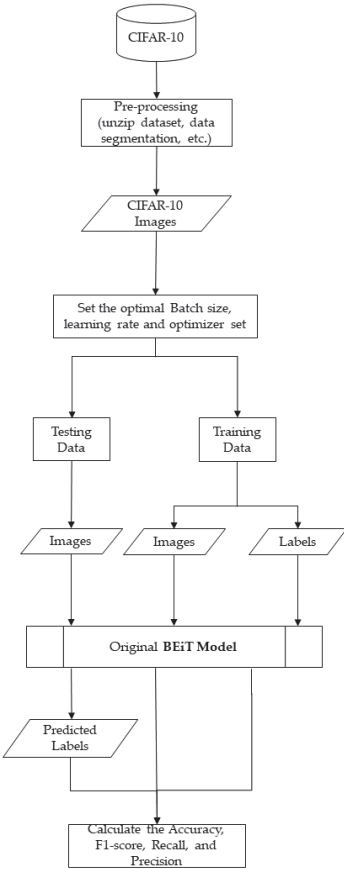 CIFAR-10
Pre-processing
(unzip dataset, data
segmentation, etc.)
CIFAR-10
Images
Set the optimal Batch size,
learning rate and optimizer set
Testing
Data
Training
Data
Images
Images
Labels
Original BEiT Model
Predicted
Labels
Calculate the Accuracy,
F1-score, Recall, and
Precision